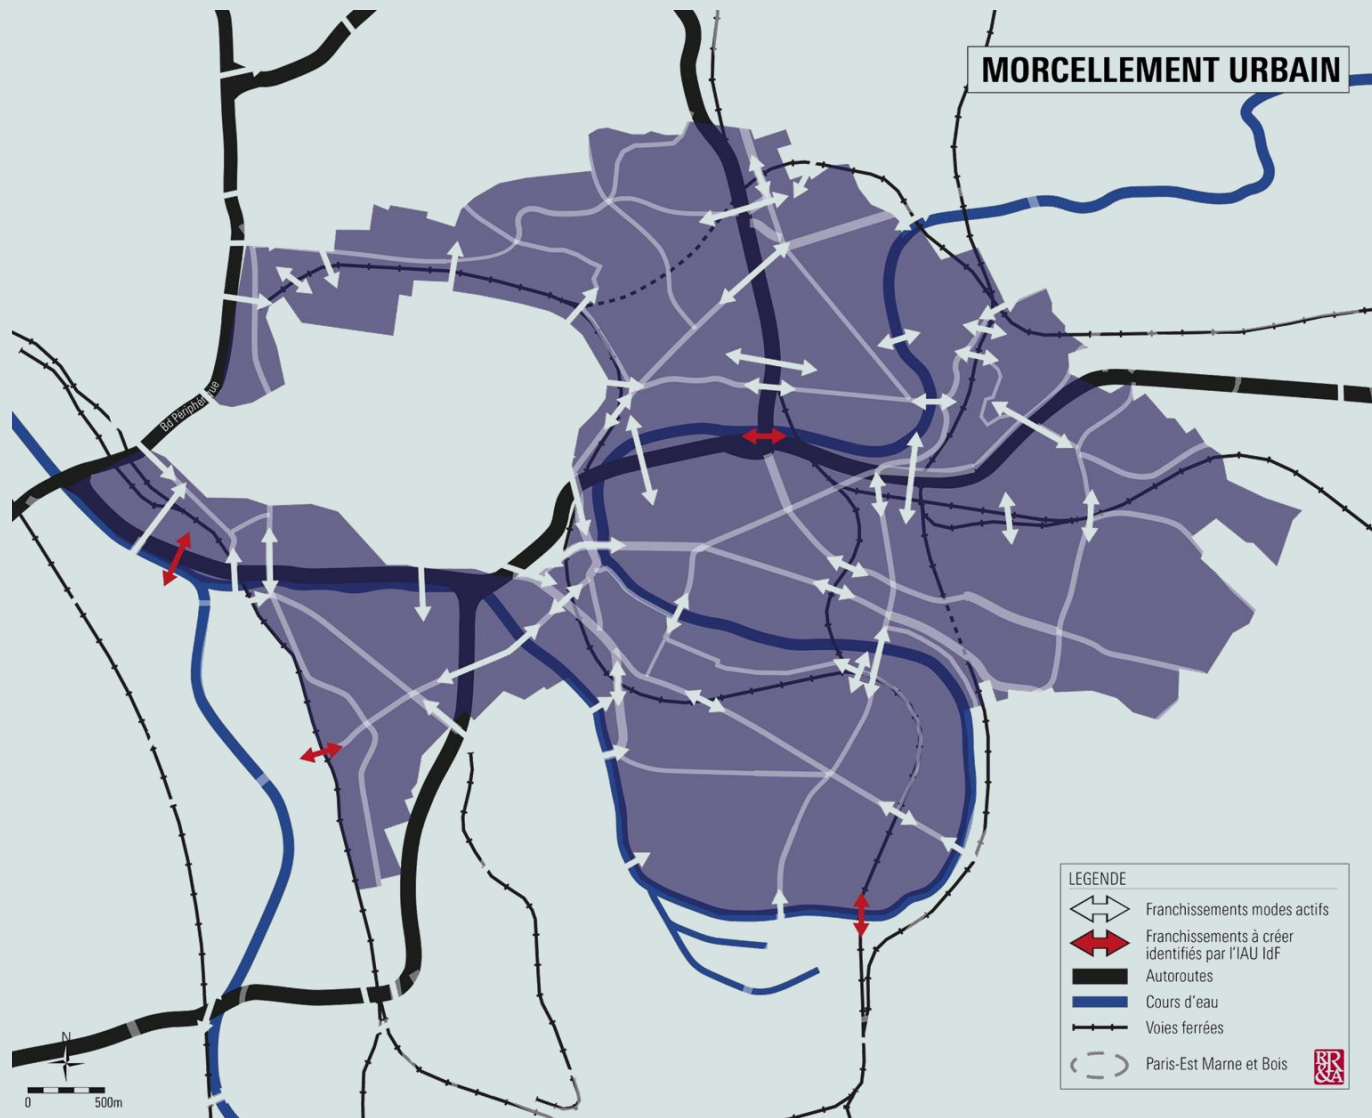 MORCELLEMENT URBAIN
Bd Périphérique
LEGENDE
Franchissements modes actifs
Franchissements à créer
identifiés par l'IAU IdF
Autoroutes
Cours d'eau
Voies ferrées
Paris-Est Marne et Bois
BR
R&A
N
0 500m